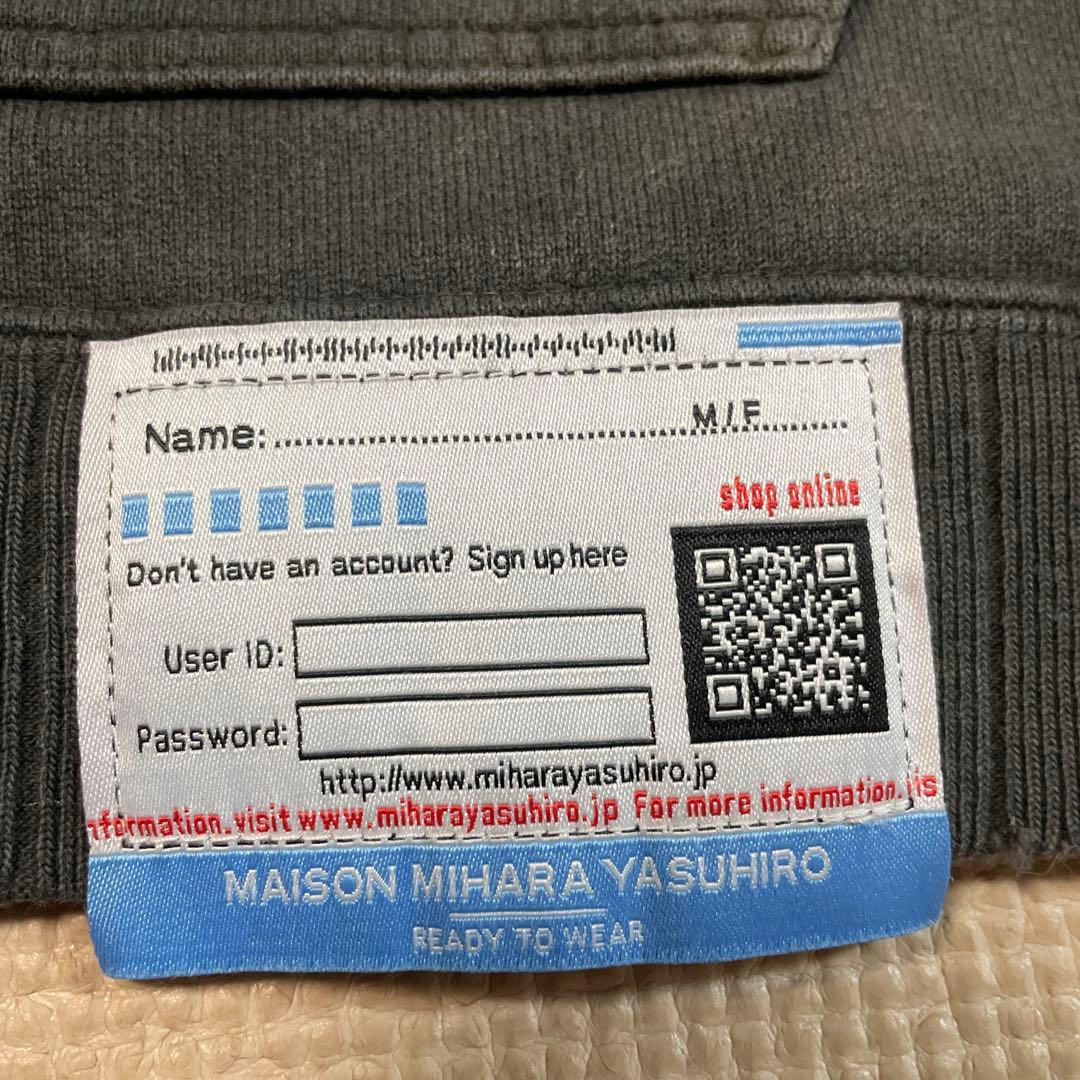 Name:.......................................................... M / F
shop online
Don't have an account? Sign up here
User ID:
Password:
http://www.miharayasuhiro.jp
nformation.visit www.miharayasuhiro.jp For more information.vis
MAISON MIHARA YASUHIRO
READY TO WEAR